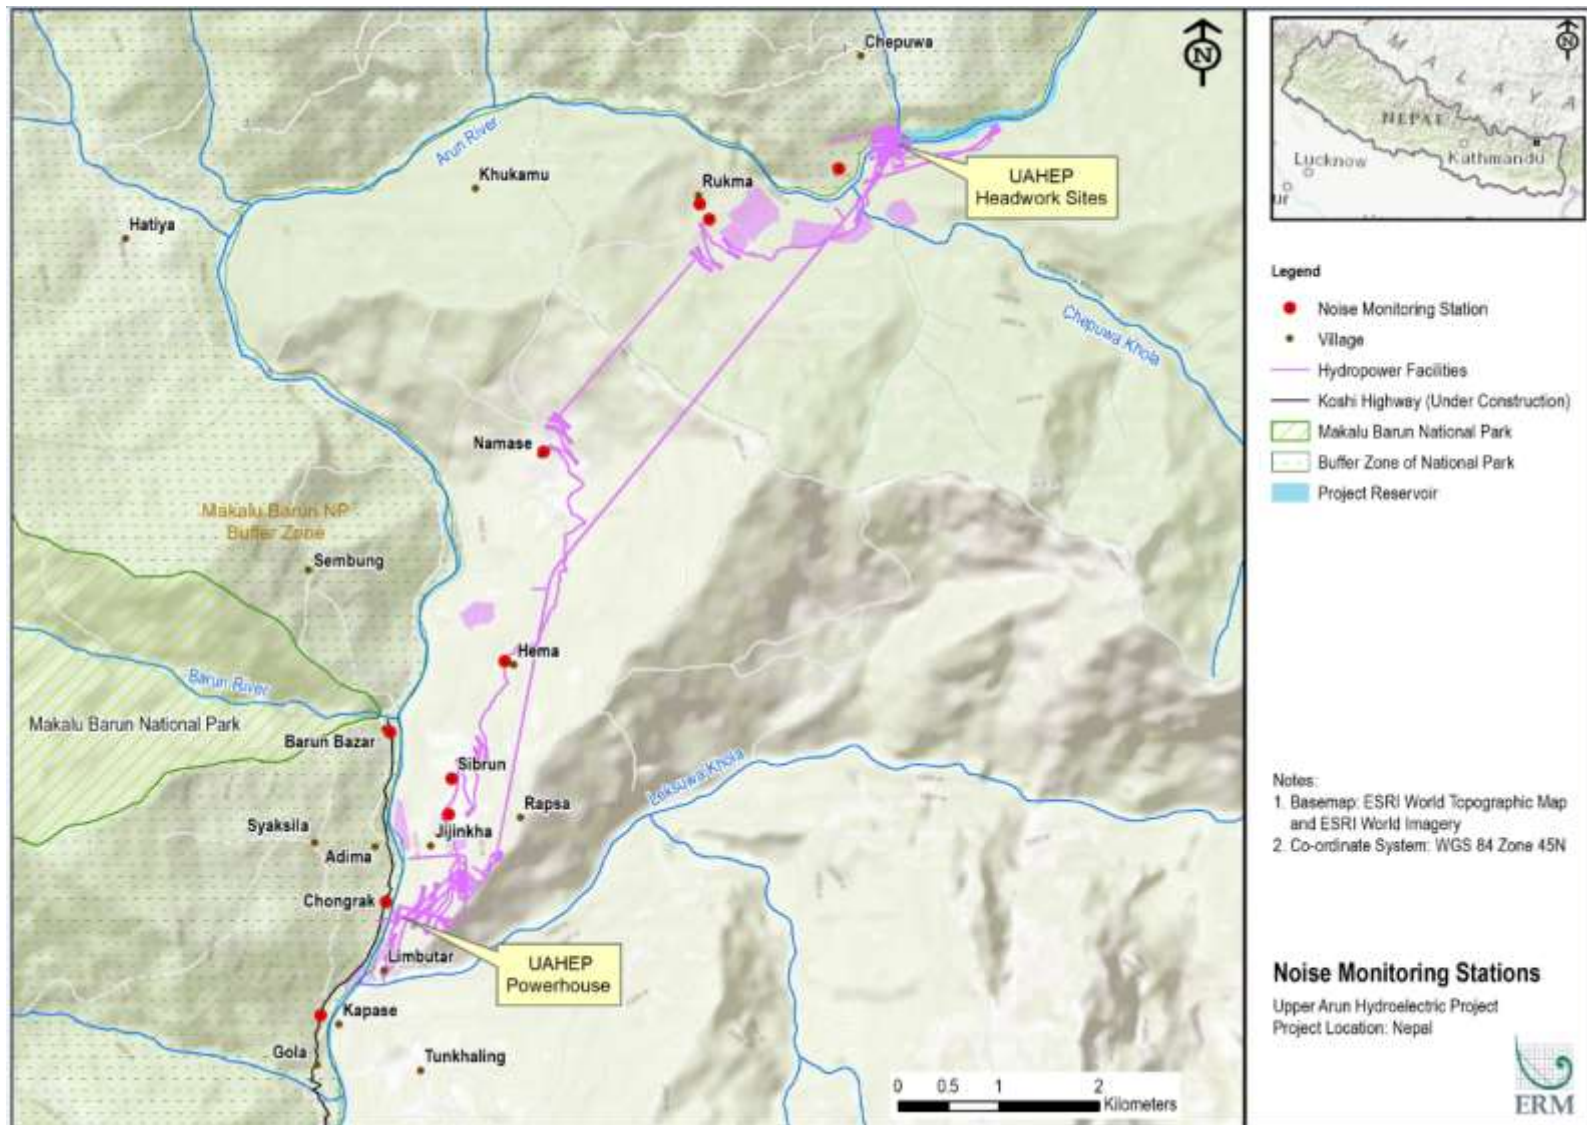 Chepuwa
N
Arun River
Khukamu
Rukma
UAHEP
Headwork Sites
Hatiya
Chepuwa Khola
Namase
Makalu Barun NP
Buffer Zone
Sembung
Hema
Barun River
Makalu Barun National Park
Barun Bazar
Sibrun
Leksuwa Khola
Rapsa
Syaksila
Jijinkha
Adima
Chongrak
Limbutar
UAHEP
Powerhouse
Kapase
Gola
Tunkhaling
0 0.5 1 2
Kilometers
N
MALAYA
NEPAL
Lucknow
Kathmandu
ur
Legend
Noise Monitoring Station
Village
Hydropower Facilities
Koshi Highway (Under Construction)
Makalu Barun National Park
Buffer Zone of National Park
Project Reservoir
Notes:
1. Basemap: ESRI World Topographic Map
and ESRI World Imagery
2. Co-ordinate System: WGS 84 Zone 45N
Noise Monitoring Stations
Upper Arun Hydroelectric Project
Project Location: Nepal
ERM